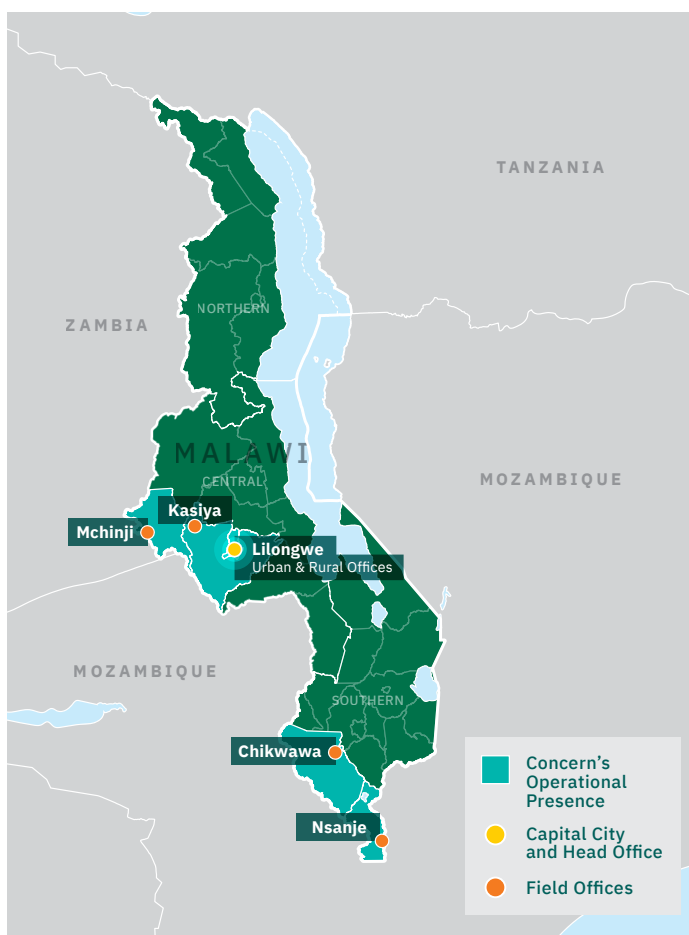 TANZANIA
NORTHERN
ZAMBIA
MALAWI
CENTRAL
MOZAMBIQUE
Kasiya
Mchinji
Lilongwe
Urban & Rural Offices
MOZAMBIQUE
SOUTHERN
Chikwawa
Nsanje
Concern's
Operational
Presence
Capital City
and Head Office
Field Offices